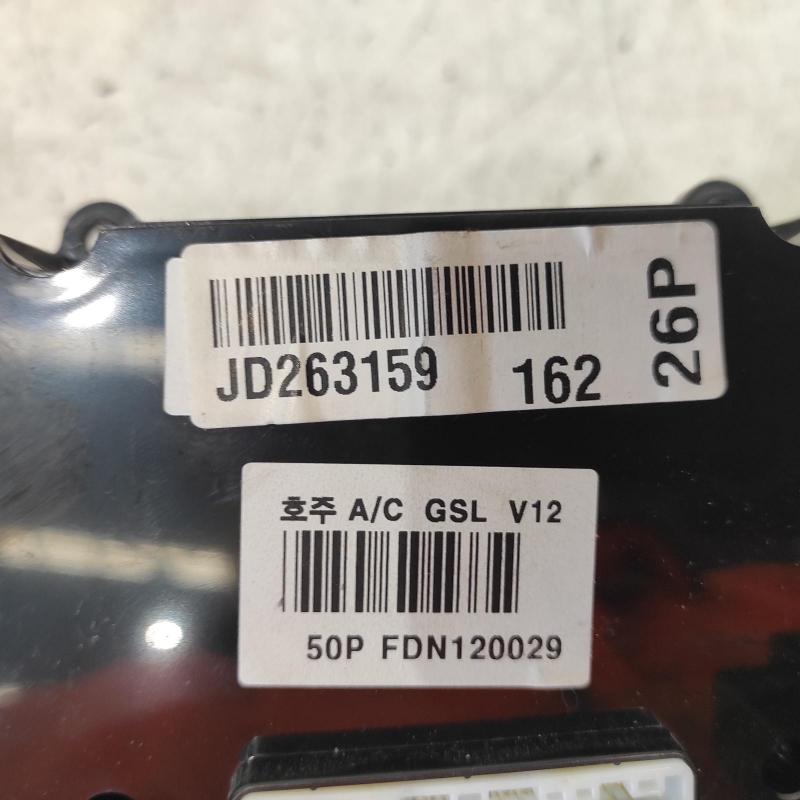 JD263159 162
26P
호주 A/C GSL V12
50P FDN120029